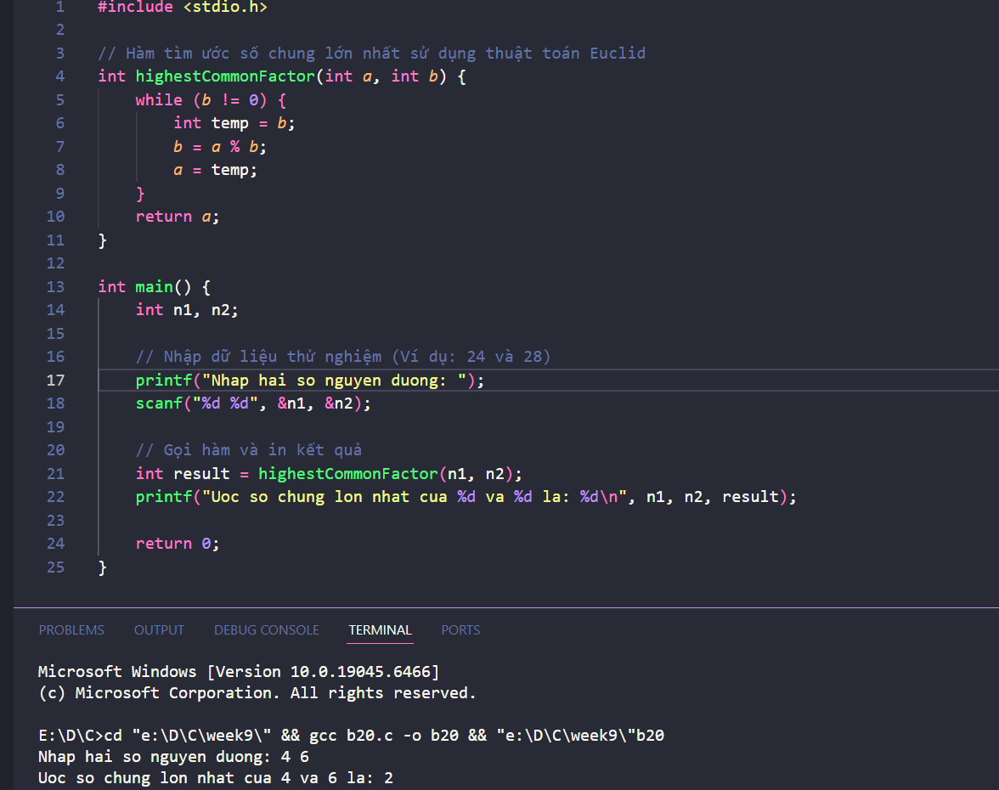 1 #include <stdio.h>
2
3 // Hàm tìm ước số chung lớn nhất sử dụng thuật toán Euclid
4 int highestCommonFactor(int a, int b) {
5     while (b != 0) {
6         int temp = b;
7         b = a % b;
8         a = temp;
9     }
10     return a;
11 }
12
13 int main() {
14     int n1, n2;
15
16     // Nhập dữ liệu thử nghiệm (Ví dụ: 24 và 28)
17     printf("Nhap hai so nguyen duong: ");
18     scanf("%d %d", &n1, &n2);
19
20     // Gọi hàm và in kết quả
21     int result = highestCommonFactor(n1, n2);
22     printf("Uoc so chung lon nhat cua %d va %d la: %d\n", n1, n2, result);
23
24     return 0;
25 }
PROBLEMS OUTPUT DEBUG CONSOLE TERMINAL PORTS
Microsoft Windows [Version 10.0.19045.6466]
(c) Microsoft Corporation. All rights reserved.
E:\D\C>cd "e:\D\C\week9\" && gcc b20.c -o b20 && "e:\D\C\week9\"b20
Nhap hai so nguyen duong: 4 6
Uoc so chung lon nhat cua 4 va 6 la: 2